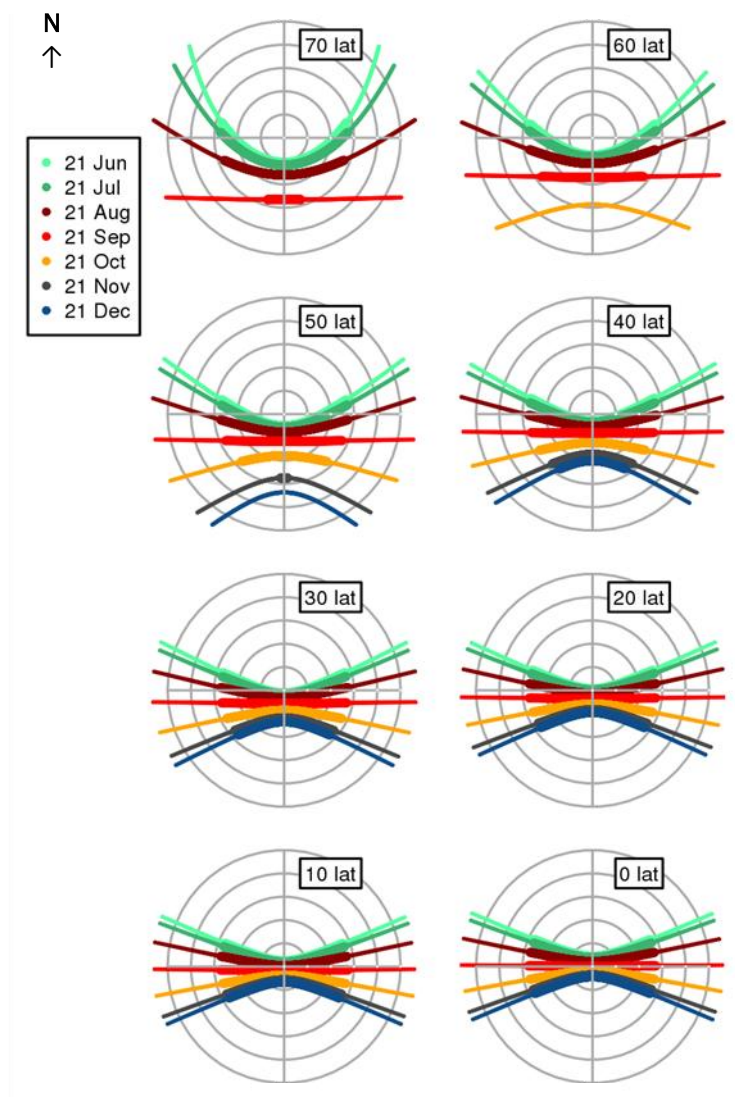 N
↑
70 lat
60 lat
21 Jun
21 Jul
21 Aug
21 Sep
21 Oct
21 Nov
21 Dec
50 lat
40 lat
30 lat
20 lat
10 lat
0 lat